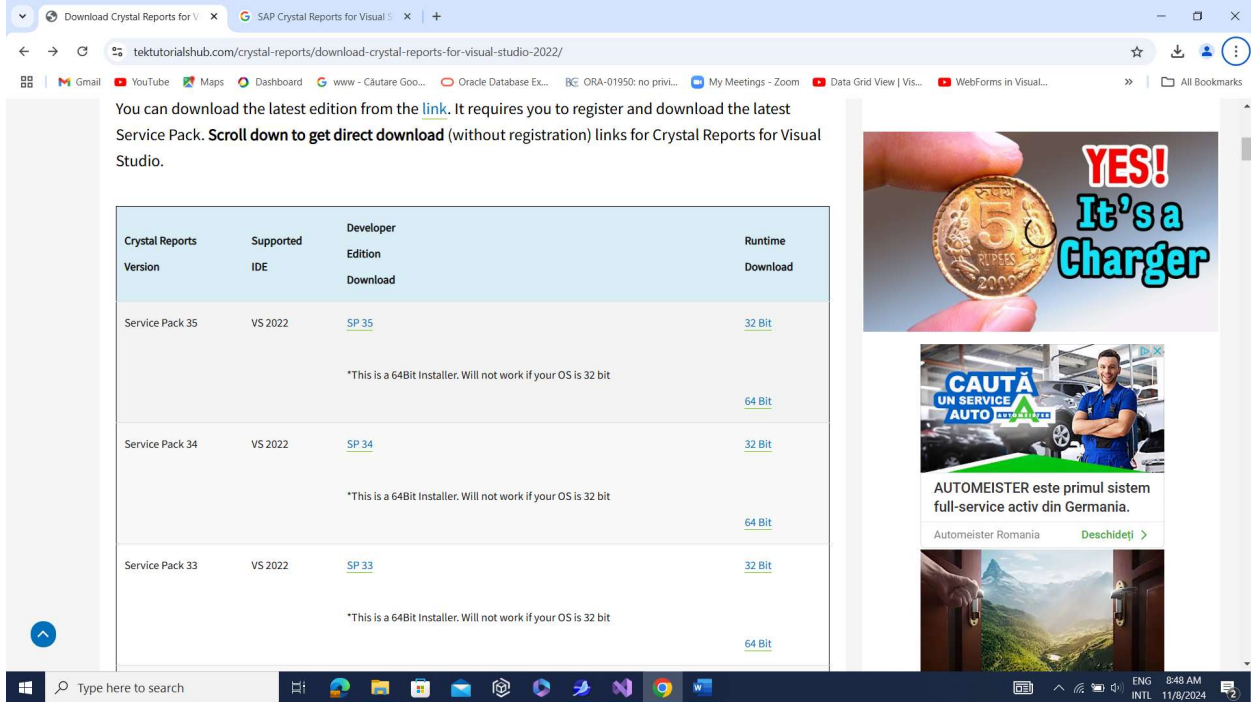 Download Crystal Reports for V
SAP Crystal Reports for Visual S
tektutorialshub.com/crystal-reports/download-crystal-reports-for-visual-studio-2022/
Gmail
YouTube
Maps
Dashboard
www - Căutare Goo...
Oracle Database Ex...
ORA-01950: no privi...
My Meetings - Zoom
Data Grid View | Vis...
WebForms in Visual...
»
All Bookmarks
You can download the latest edition from the link. It requires you to register and download the latest
Service Pack. Scroll down to get direct download (without registration) links for Crystal Reports for Visual
Studio.
Crystal Reports Version
Supported IDE
Developer Edition Download
Runtime Download
Service Pack 35
VS 2022
SP 35
32 Bit
*This is a 64Bit Installer. Will not work if your OS is 32 bit
64 Bit
Service Pack 34
VS 2022
SP 34
32 Bit
*This is a 64Bit Installer. Will not work if your OS is 32 bit
64 Bit
Service Pack 33
VS 2022
SP 33
32 Bit
*This is a 64Bit Installer. Will not work if your OS is 32 bit
64 Bit
YES!
It's a
Charger
रुपये
5
RUPEES
2009
CAUTĂ
UN SERVICE
AUTO
AUTOMEISTER
AUTOMEISTER este primul sistem
full-service activ din Germania.
Automeister Romania
Deschideți >
Type here to search
ENG
INTL
8:48 AM
11/8/2024
2